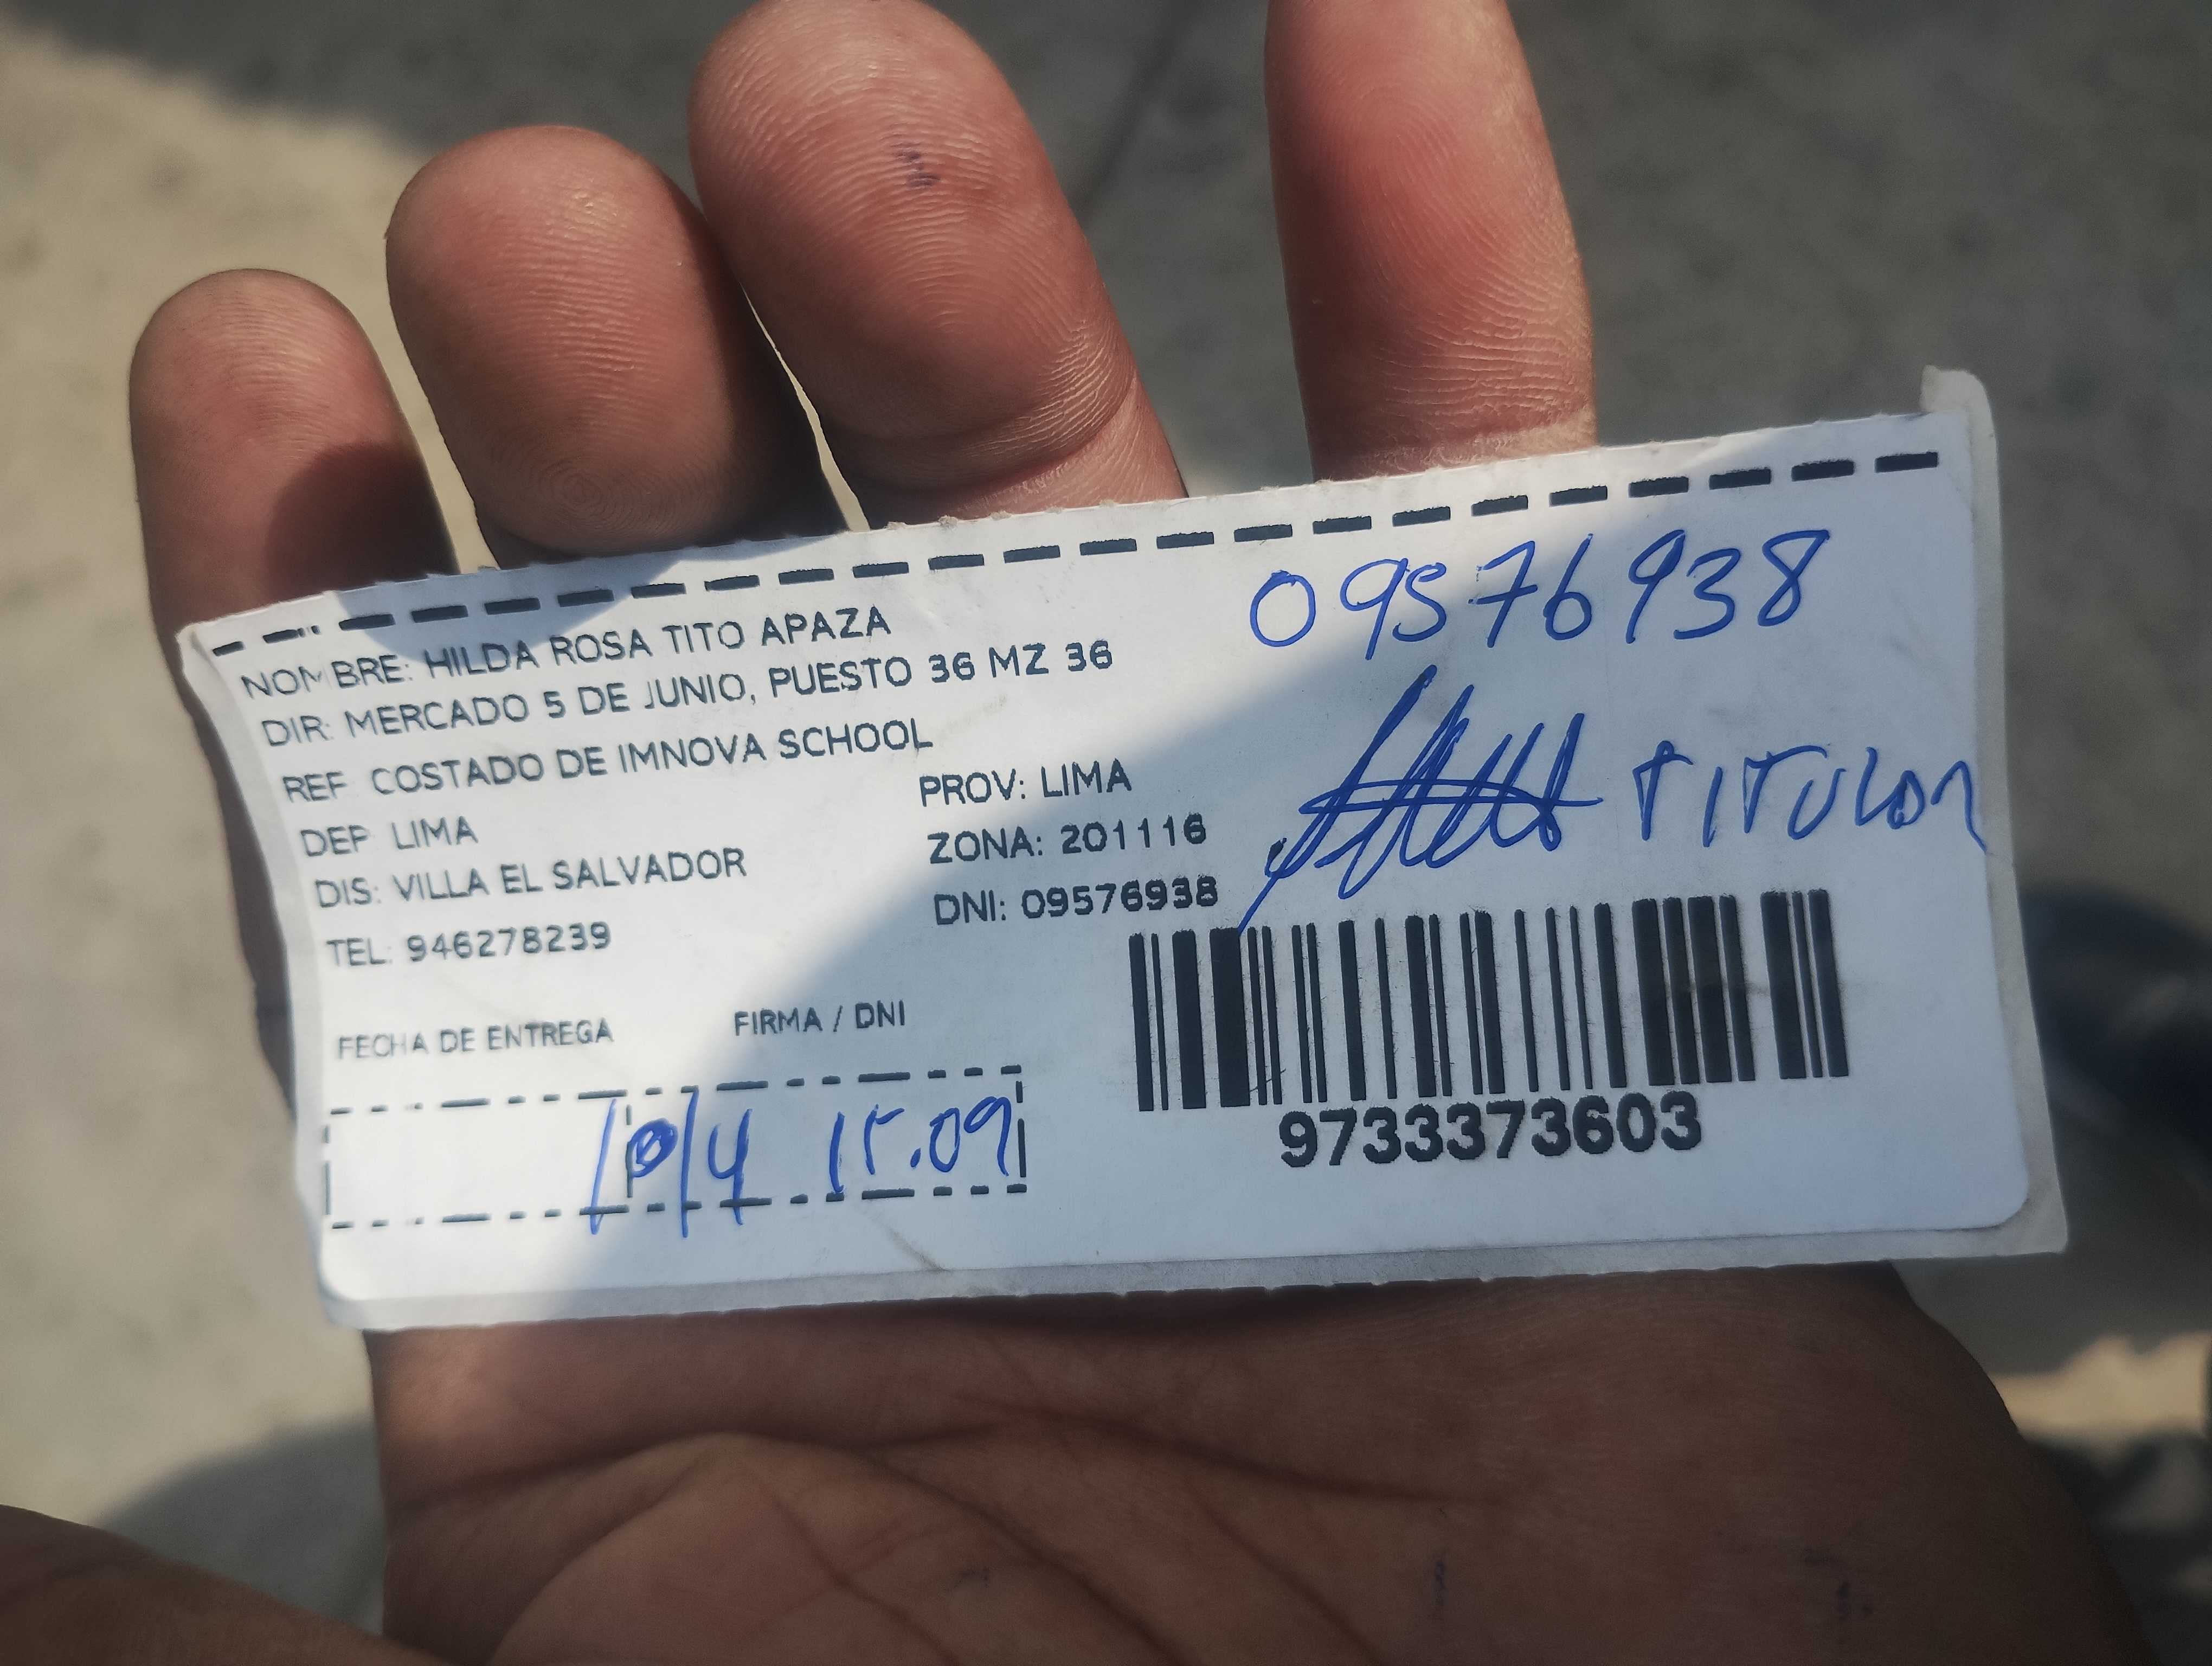 NOMBRE: HILDA ROSA TITO APAZA
DIR: MERCADO 5 DE JUNIO, PUESTO 36 MZ 36
REF: COSTADO DE IMNOVA SCHOOL
DEP: LIMA
PROV: LIMA
ZONA: 201116
DIS: VILLA EL SALVADOR
DNI: 09576938
TEL: 946278239
FECHA DE ENTREGA
FIRMA / DNI
10/4 15.09
09576938
TITULAR
9733373603